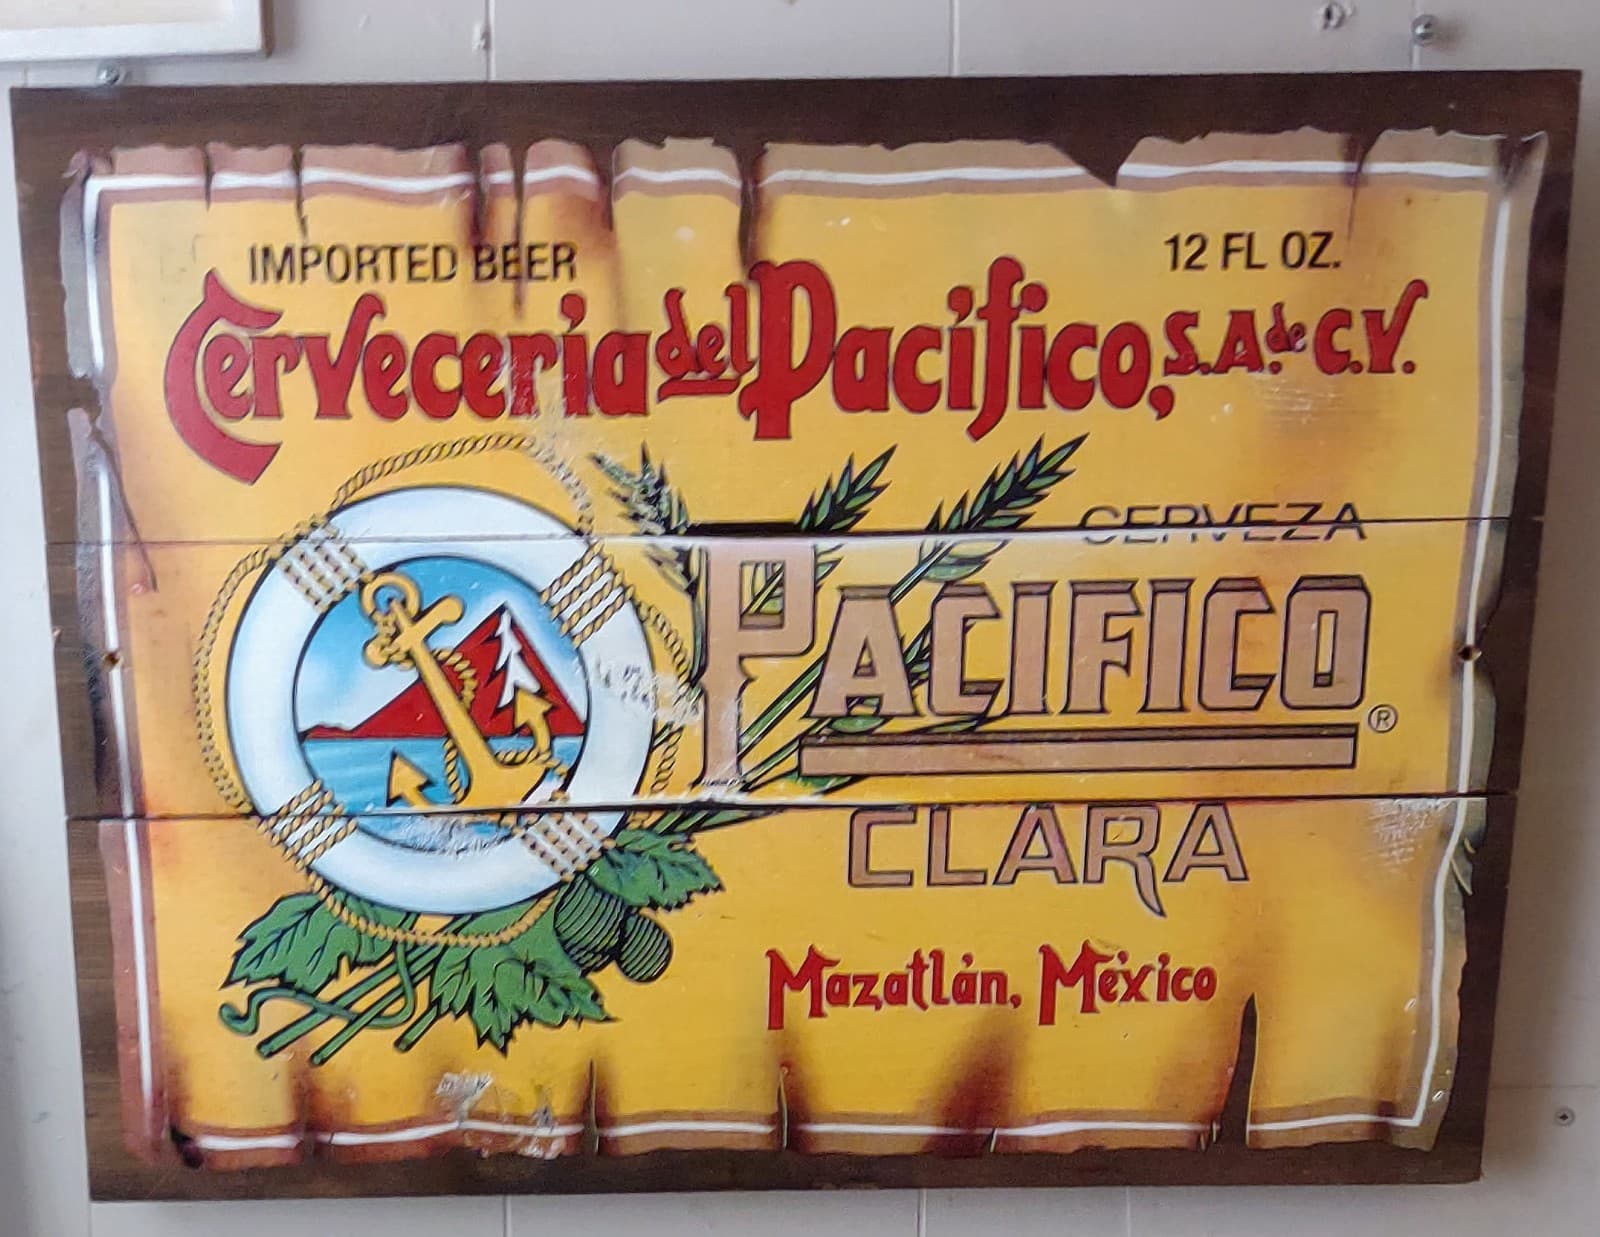 IMPORTED BEER
12 FL OZ.
Cervecería del Pacífico, S.A. de C.V.
CERVEZA
PACIFICO ®
CLARA
Mazatlán, México